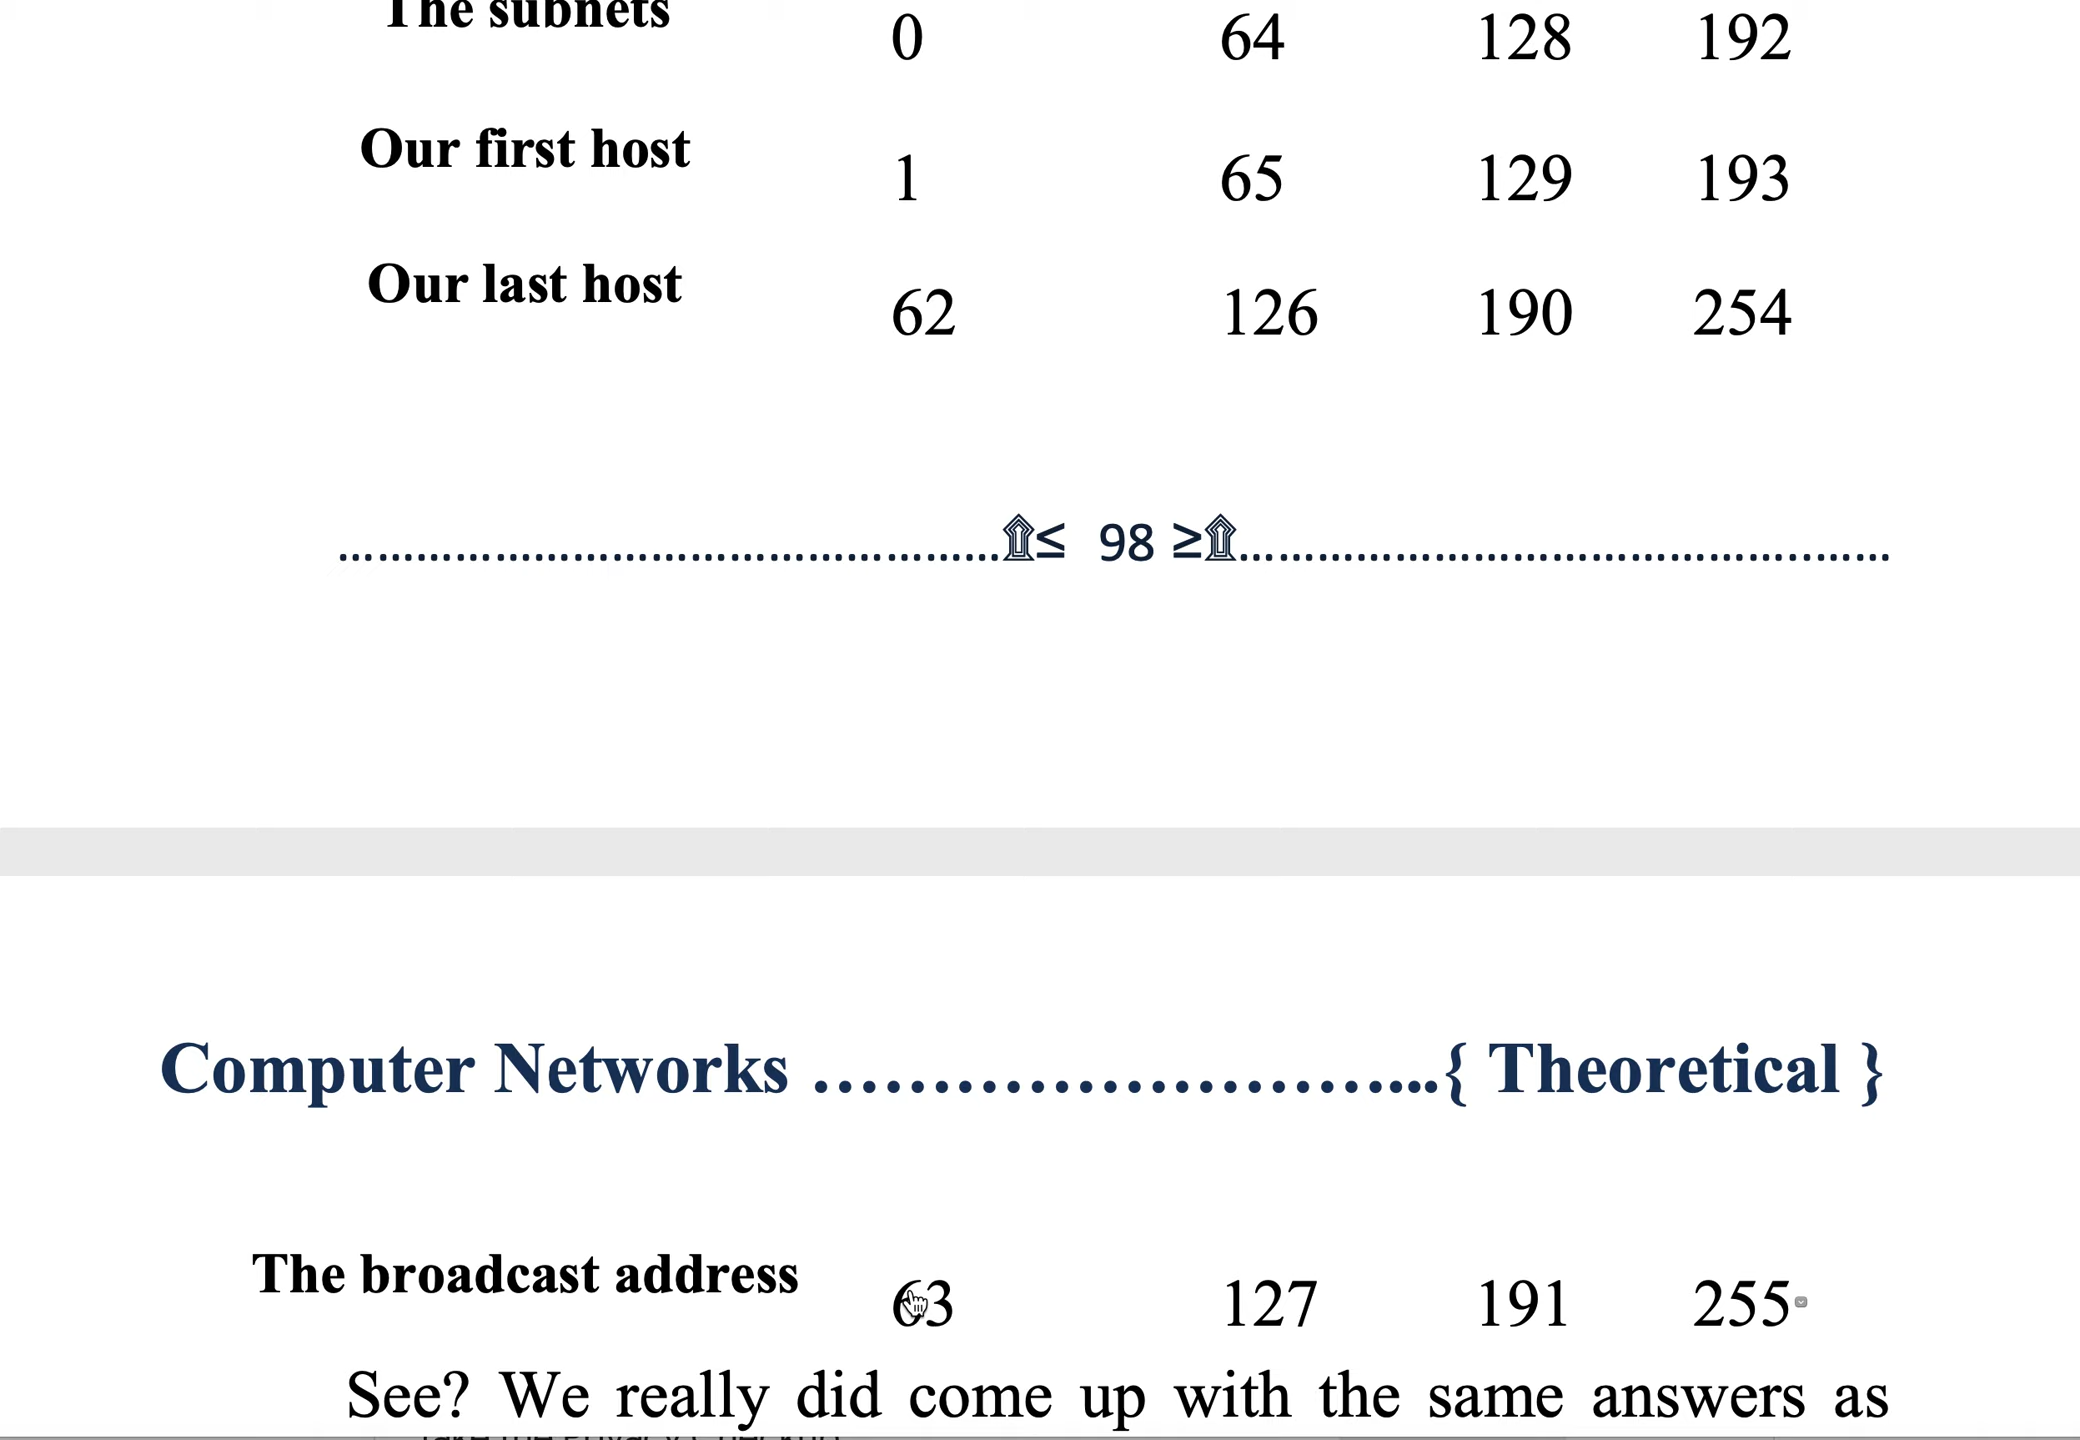 The subnets 0 64 128 192
Our first host 1 65 129 193
Our last host 62 126 190 254
..................................................⇧≤ 98 ≥⇧..................................................
Computer Networks ………………………...{ Theoretical }
The broadcast address 63 127 191 255
See? We really did come up with the same answers as